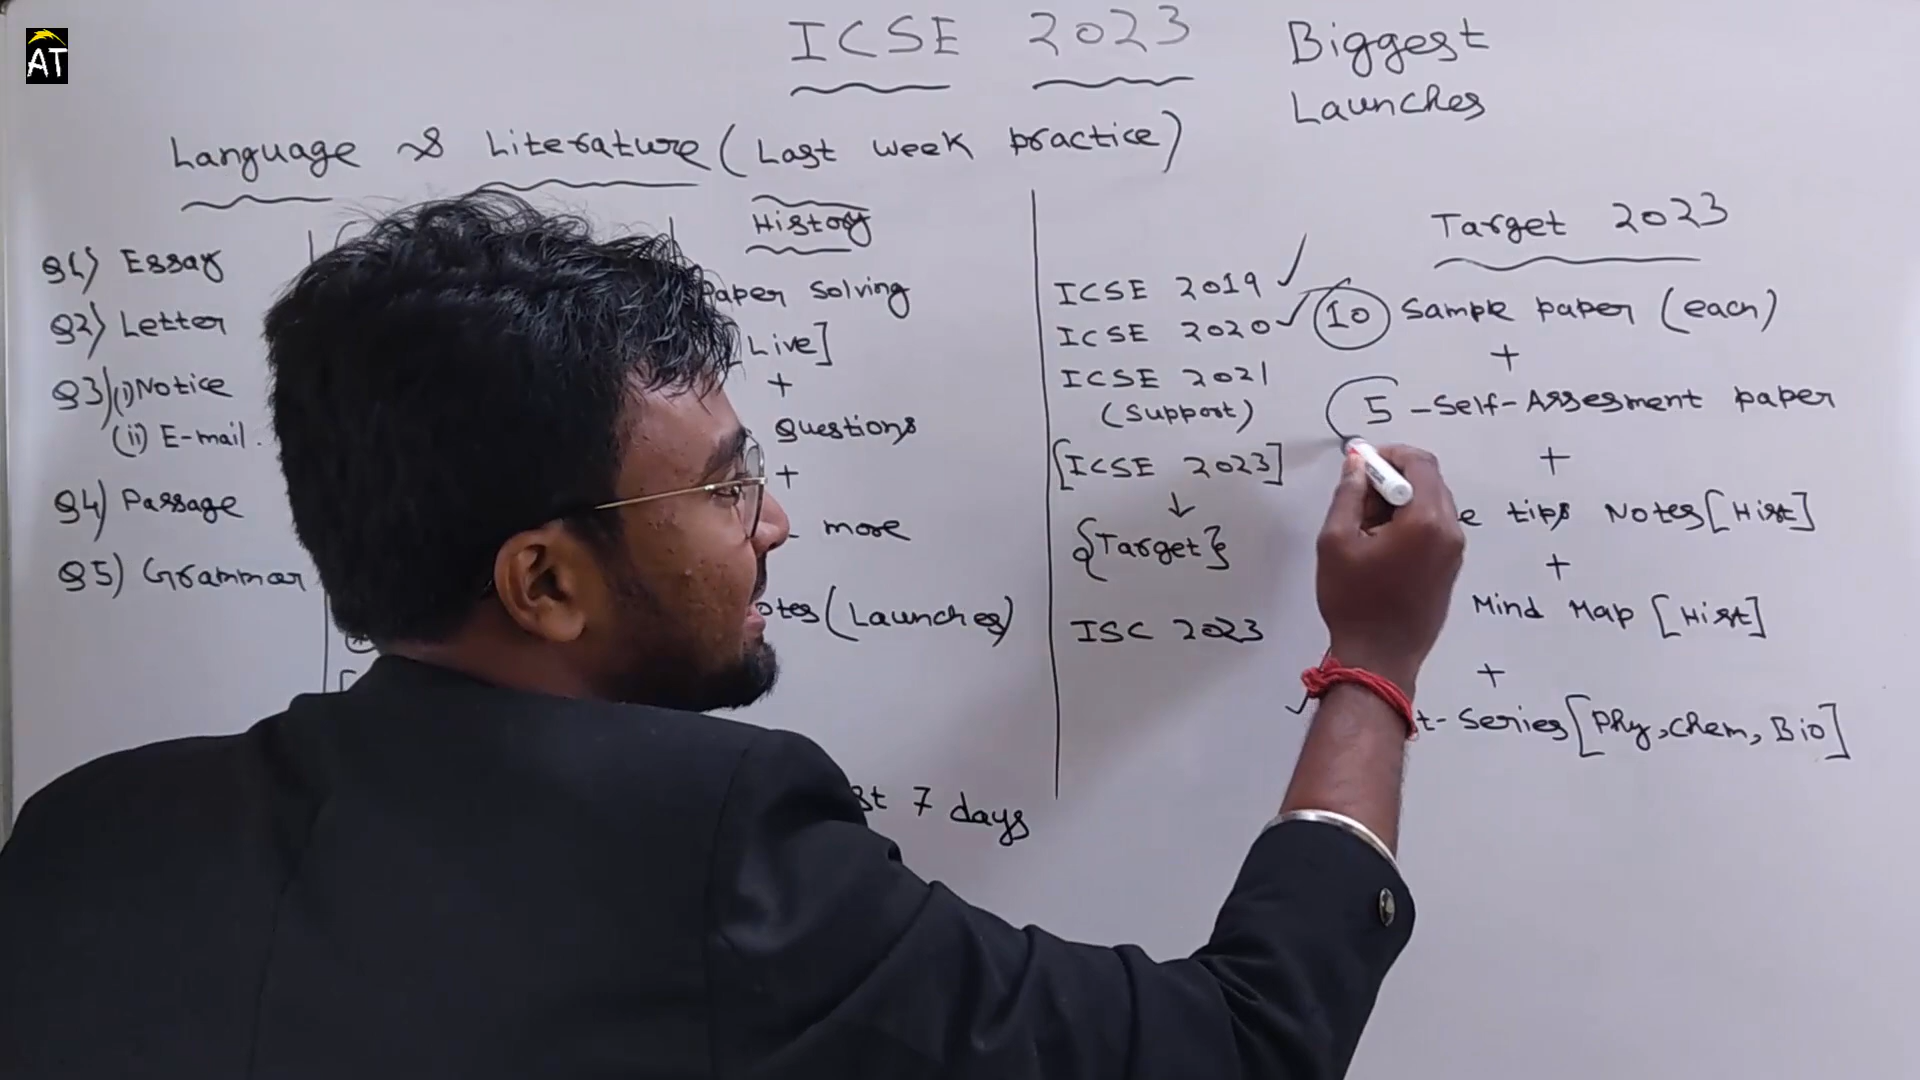 AT
ICSE 2023
Biggest
Launches
Language & Literature (Last week practice)
Q1) Essay
Q2) Letter
Q3) (i) Notice
(ii) E-mail.
Q4) Passage
Q5) Grammar
History
Paper Solving
[Live]
+
Questions
+
more
(Launches)
7 days
ICSE 2019 ✓
ICSE 2020 ✓
ICSE 2021
(Support)
[ICSE 2023]
↓
{Target}
ISC 2023
Target 2023
10 Sample paper (each)
+
5 - Self-Assesment paper
+
tips Notes [Hist]
+
Mind Map [Hist]
+
t-Series [Phy, Chem, Bio]